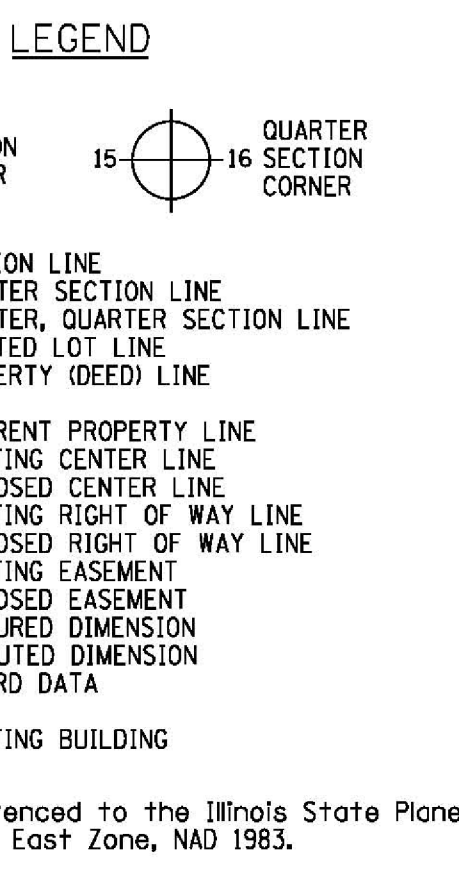 LEGEND
QUARTER
15 16 SECTION
CORNER
ON
R
ION LINE
TER SECTION LINE
TER, QUARTER SECTION LINE
TED LOT LINE
ERTY (DEED) LINE
RENT PROPERTY LINE
TING CENTER LINE
OSED CENTER LINE
TING RIGHT OF WAY LINE
OSED RIGHT OF WAY LINE
TING EASEMENT
OSED EASEMENT
URED DIMENSION
UTED DIMENSION
RD DATA
TING BUILDING
enced to the Illinois State Plane
East Zone, NAD 1983.